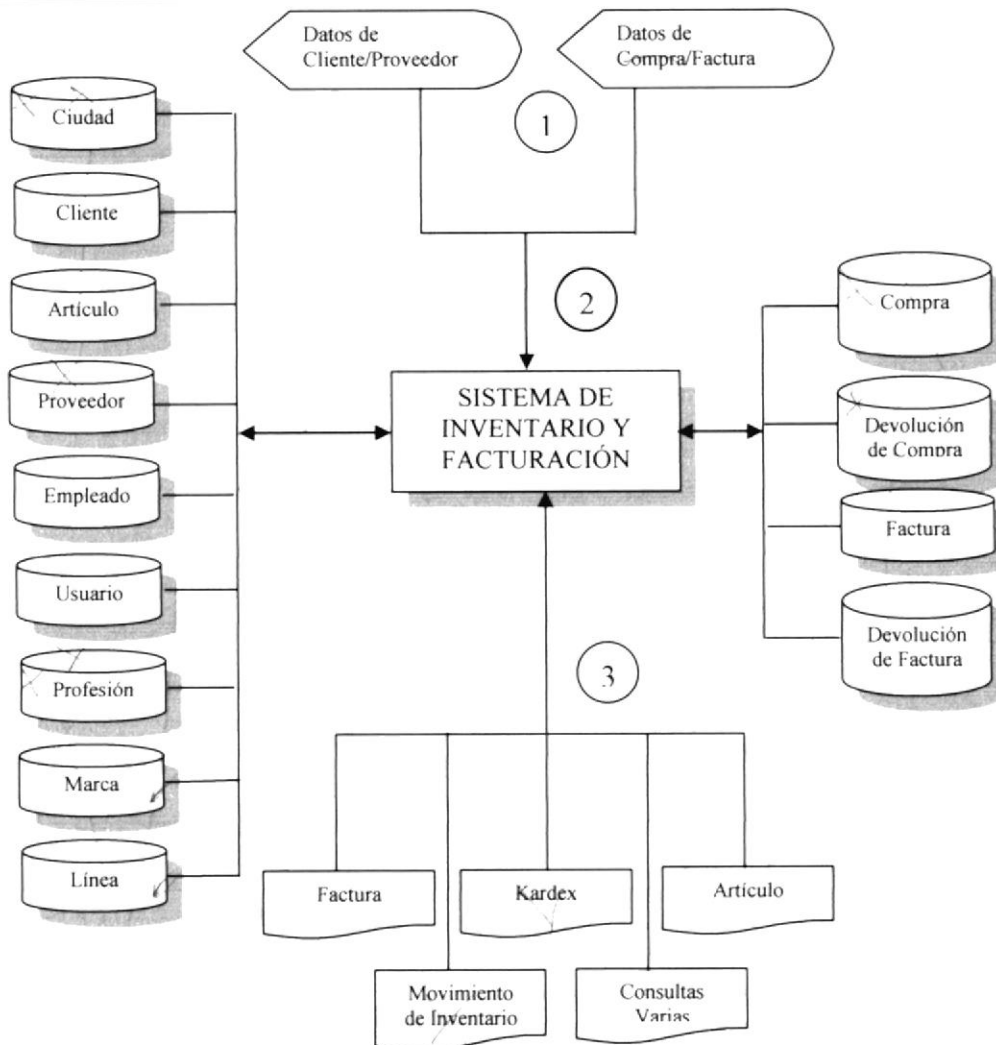 Datos de
Cliente/Proveedor
Datos de
Compra/Factura
1
Ciudad
Cliente
Artículo
Proveedor
Empleado
Usuario
Profesión
Marca
Línea
2
SISTEMA DE
INVENTARIO Y
FACTURACIÓN
Compra
Devolución
de Compra
Factura
Devolución
de Factura
3
Factura
Kardex
Artículo
Movimiento
de Inventario
Consultas
Varias